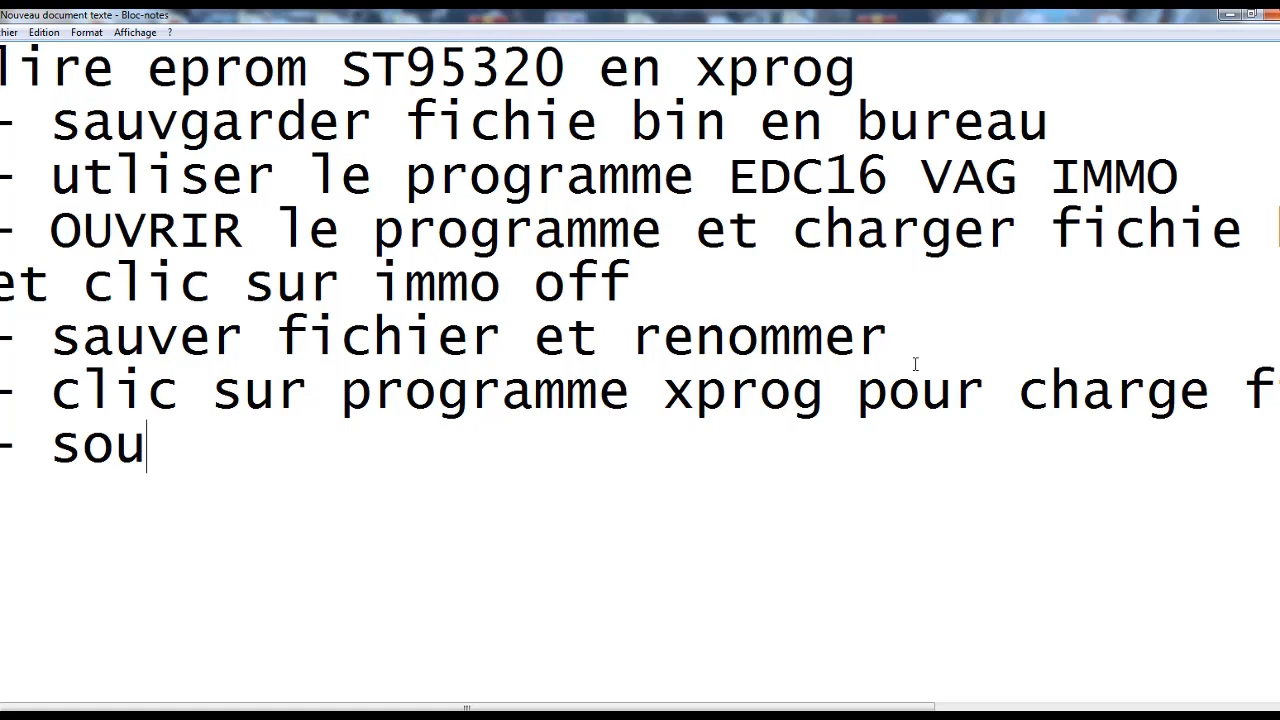 Nouveau document texte - Bloc-notes
hier Edition Format Affichage ?
lire eprom ST95320 en xprog
- sauvgarder fichie bin en bureau
- utliser le programme EDC16 VAG IMMO
- OUVRIR le programme et charger fichie
et clic sur immo off
- sauver fichier et renommer
- clic sur programme xprog pour charge
- sou